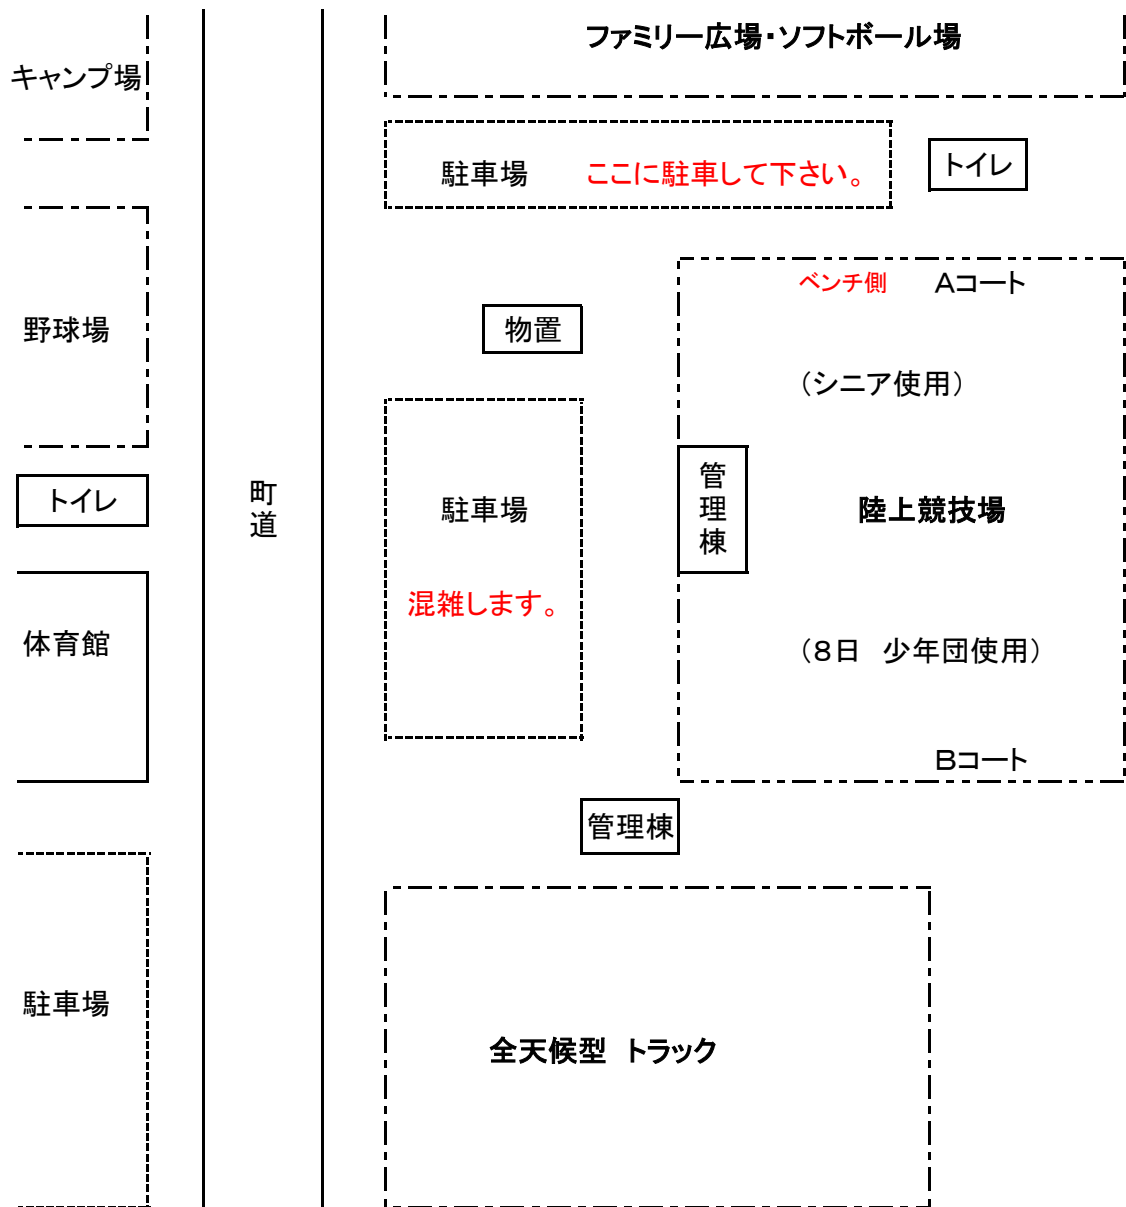 ファミリー広場・ソフトボール場
キャンプ場
駐車場　ここに駐車して下さい。
トイレ
ベンチ側　Aコート
野球場
物置
（シニア使用）
トイレ
町道
駐車場
管理棟
陸上競技場
混雑します。
体育館
（8日　少年団使用）
Bコート
管理棟
駐車場
全天候型　トラック